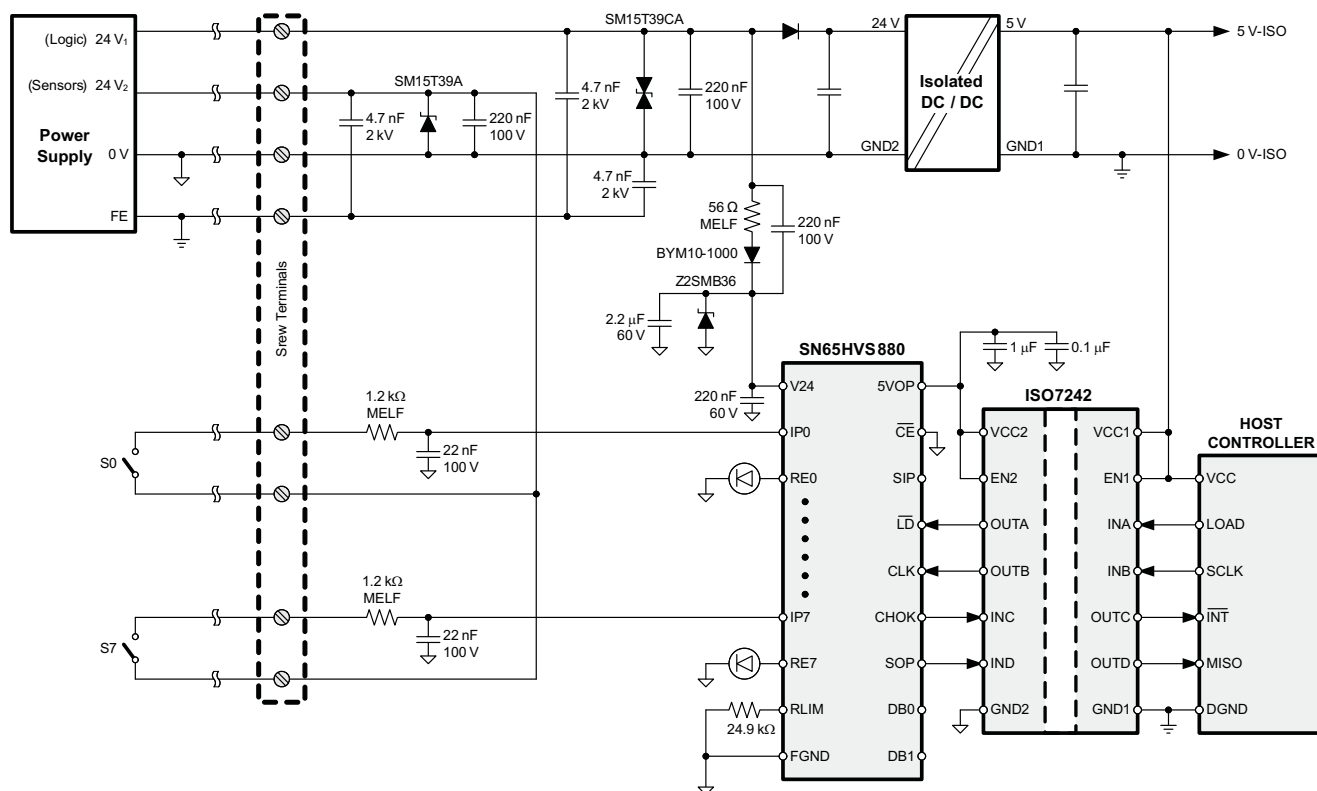 SM15T39CA
(Logic) 24 V₁
24 V
5 V
5 V-ISO
(Sensors) 24 V₂
SM15T39A
4.7 nF
2 kV
220 nF
100 V
4.7 nF
2 kV
220 nF
100 V
Isolated
DC / DC
Power
Supply
0 V
GND2
GND1
0 V-ISO
4.7 nF
2 kV
FE
56 Ω
MELF
220 nF
100 V
BYM10-1000
Z2SMB36
2.2 µF
60 V
Srew Terminals
SN65HVS880
1 µF
0.1 µF
220 nF
60 V
V24
5VOP
ISO7242
HOST
CONTROLLER
1.2 kΩ
MELF
IP0
CE
VCC2
VCC1
22 nF
100 V
S0
RE0
SIP
EN2
EN1
VCC
LD
OUTA
INA
LOAD
CLK
OUTB
INB
SCLK
1.2 kΩ
MELF
IP7
CHOK
INC
OUTC
INT
22 nF
100 V
S7
RE7
SOP
IND
OUTD
MISO
RLIM
DB0
GND2
GND1
DGND
24.9 kΩ
FGND
DB1